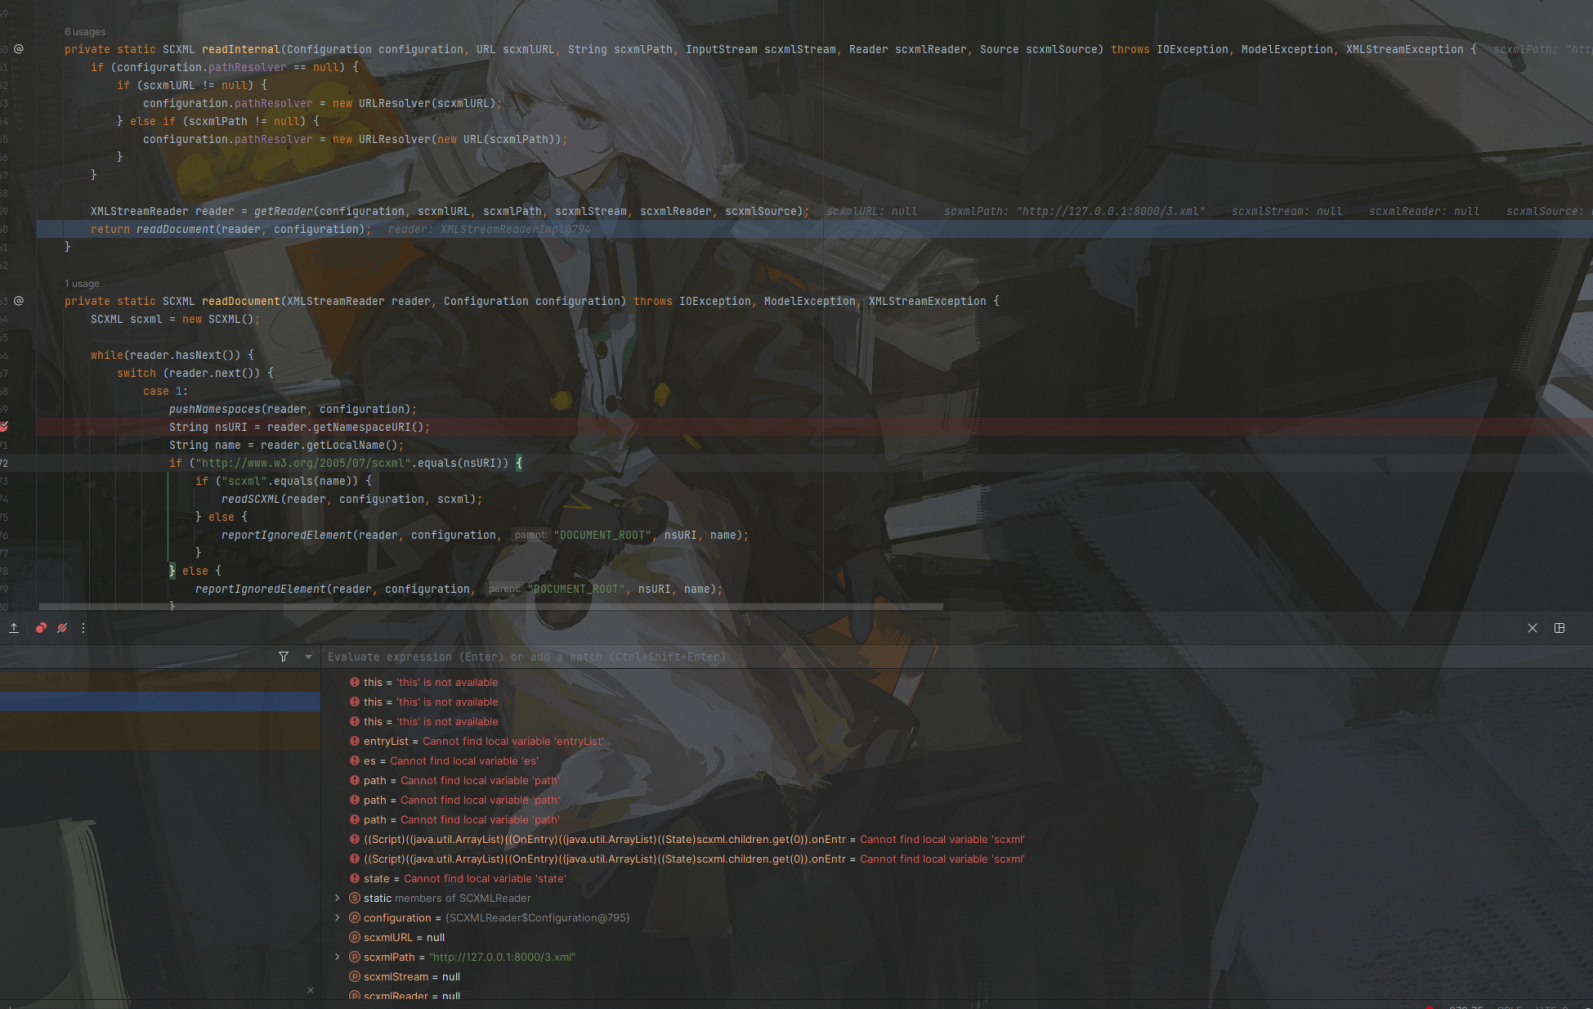 6 usages
private static SCXML readInternal(Configuration configuration, URL scxmlURL, String scxmlPath, InputStream scxmlStream, Reader scxmlReader, Source scxmlSource) throws IOException, ModelException, XMLStreamException { scxmlPath: "htt
if (configuration.pathResolver == null) {
if (scxmlURL != null) {
configuration.pathResolver = new URLResolver(scxmlURL);
} else if (scxmlPath != null) {
configuration.pathResolver = new URLResolver(new URL(scxmlPath));
}
}
XMLStreamReader reader = getReader(configuration, scxmlURL, scxmlPath, scxmlStream, scxmlReader, scxmlSource); scxmlURL: null scxmlPath: "http://127.0.0.1:8000/3.xml" scxmlStream: null scxmlReader: null scxmlSource:
return readDocument(reader, configuration); reader: XMLStreamReaderImpl@794
}
1 usage
private static SCXML readDocument(XMLStreamReader reader, Configuration configuration) throws IOException, ModelException, XMLStreamException {
SCXML scxml = new SCXML();
while(reader.hasNext()) {
switch (reader.next()) {
case 1:
pushNamespaces(reader, configuration);
String nsURI = reader.getNamespaceURI();
String name = reader.getLocalName();
if ("http://www.w3.org/2005/07/scxml".equals(nsURI)) {
if ("scxml".equals(name)) {
readSCXML(reader, configuration, scxml);
} else {
reportIgnoredElement(reader, configuration, parent: "DOCUMENT_ROOT", nsURI, name);
}
} else {
reportIgnoredElement(reader, configuration, parent: "DOCUMENT_ROOT", nsURI, name);
}
Evaluate expression (Enter) or add a watch (Ctrl+Shift+Enter)
this = 'this' is not available
this = 'this' is not available
this = 'this' is not available
entryList = Cannot find local variable 'entryList'
es = Cannot find local variable 'es'
path = Cannot find local variable 'path'
path = Cannot find local variable 'path'
path = Cannot find local variable 'path'
((Script)((java.util.ArrayList)((OnEntry)((java.util.ArrayList)((State)scxml.children.get(0)).onEntr = Cannot find local variable 'scxml'
((Script)((java.util.ArrayList)((OnEntry)((java.util.ArrayList)((State)scxml.children.get(0)).onEntr = Cannot find local variable 'scxml'
state = Cannot find local variable 'state'
static members of SCXMLReader
configuration = {SCXMLReader$Configuration@795}
scxmlURL = null
scxmlPath = "http://127.0.0.1:8000/3.xml"
scxmlStream = null
scxmlReader = null